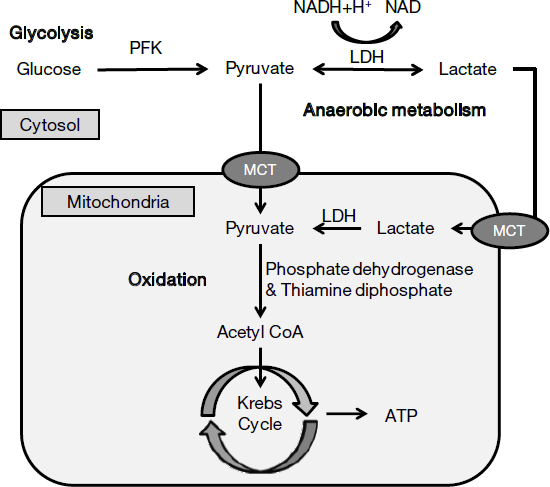 NADH+H⁺ NAD
Glycolysis
PFK
LDH
Glucose
Pyruvate
Lactate
Anaerobic metabolism
Cytosol
MCT
Mitochondria
LDH
Pyruvate
Lactate
MCT
Oxidation
Phosphate dehydrogenase
& Thiamine diphosphate
Acetyl CoA
Krebs
Cycle
ATP